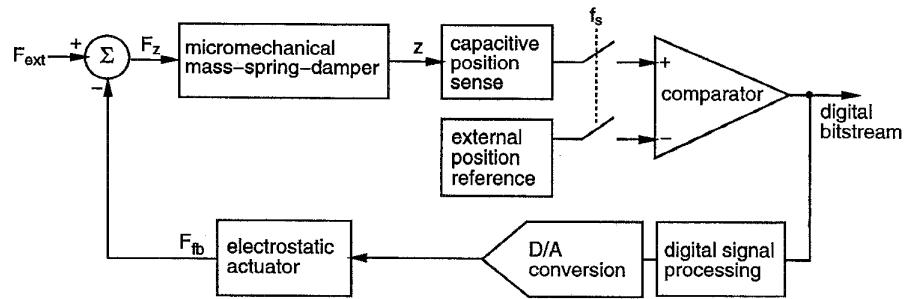 f_s
F_ext
+
Σ
−
F_z
micromechanical
mass–spring–damper
z
capacitive
position
sense
external
position
reference
+
−
comparator
digital
bitstream
F_fb
electrostatic
actuator
D/A
conversion
digital signal
processing